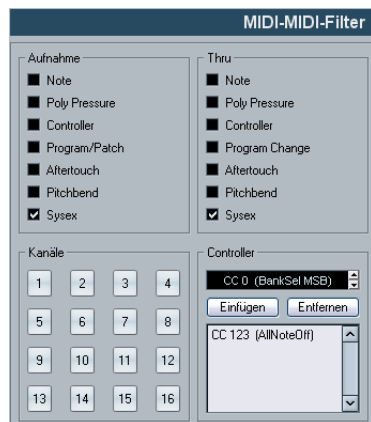 MIDI-MIDI-Filter
Aufnahme
Note
Poly Pressure
Controller
Program/Patch
Aftertouch
Pitchbend
Sysex
Thru
Note
Poly Pressure
Controller
Program Change
Aftertouch
Pitchbend
Sysex
Kanäle
1 2 3 4
5 6 7 8
9 10 11 12
13 14 15 16
Controller
CC 0 (BankSel MSB)
Einfügen Entfernen
CC 123 (AllNoteOff)